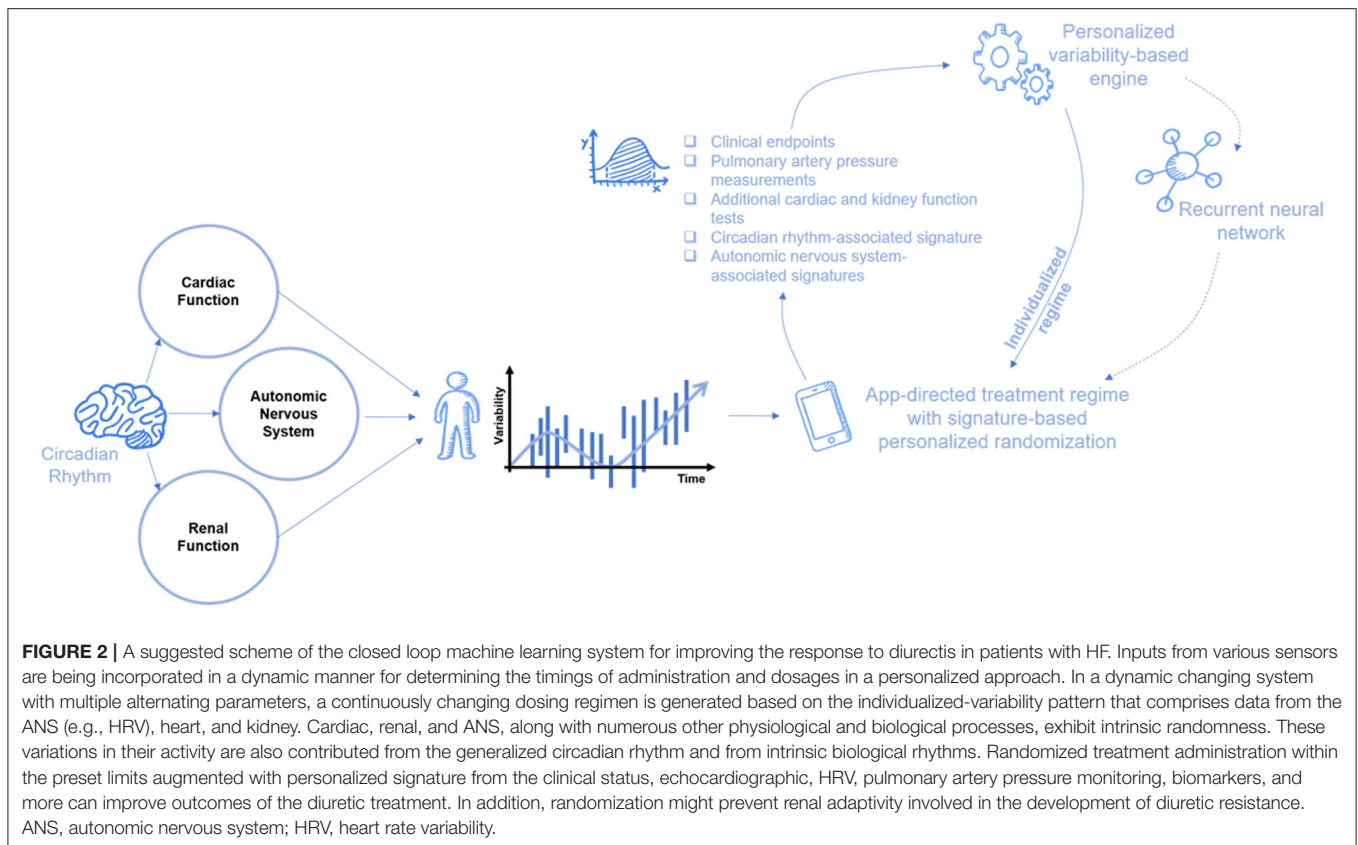 Cardiac
Function
Autonomic
Nervous
System
Circadian
Rhythm
Renal
Function
Variability
Time
y
x
Clinical endpoints
Pulmonary artery pressure
measurements
Additional cardiac and kidney function
tests
Circadian rhythm-associated signature
Autonomic nervous system-
associated signatures
Personalized
variability-based
engine
Recurrent neural
network
Individualized
regime
App-directed treatment regime
with signature-based
personalized randomization
FIGURE 2 | A suggested scheme of the closed loop machine learning system for improving the response to diurectis in patients with HF. Inputs from various sensors
are being incorporated in a dynamic manner for determining the timings of administration and dosages in a personalized approach. In a dynamic changing system
with multiple alternating parameters, a continuously changing dosing regimen is generated based on the individualized-variability pattern that comprises data from the
ANS (e.g., HRV), heart, and kidney. Cardiac, renal, and ANS, along with numerous other physiological and biological processes, exhibit intrinsic randomness. These
variations in their activity are also contributed from the generalized circadian rhythm and from intrinsic biological rhythms. Randomized treatment administration within
the preset limits augmented with personalized signature from the clinical status, echocardiographic, HRV, pulmonary artery pressure monitoring, biomarkers, and
more can improve outcomes of the diuretic treatment. In addition, randomization might prevent renal adaptivity involved in the development of diuretic resistance.
ANS, autonomic nervous system; HRV, heart rate variability.